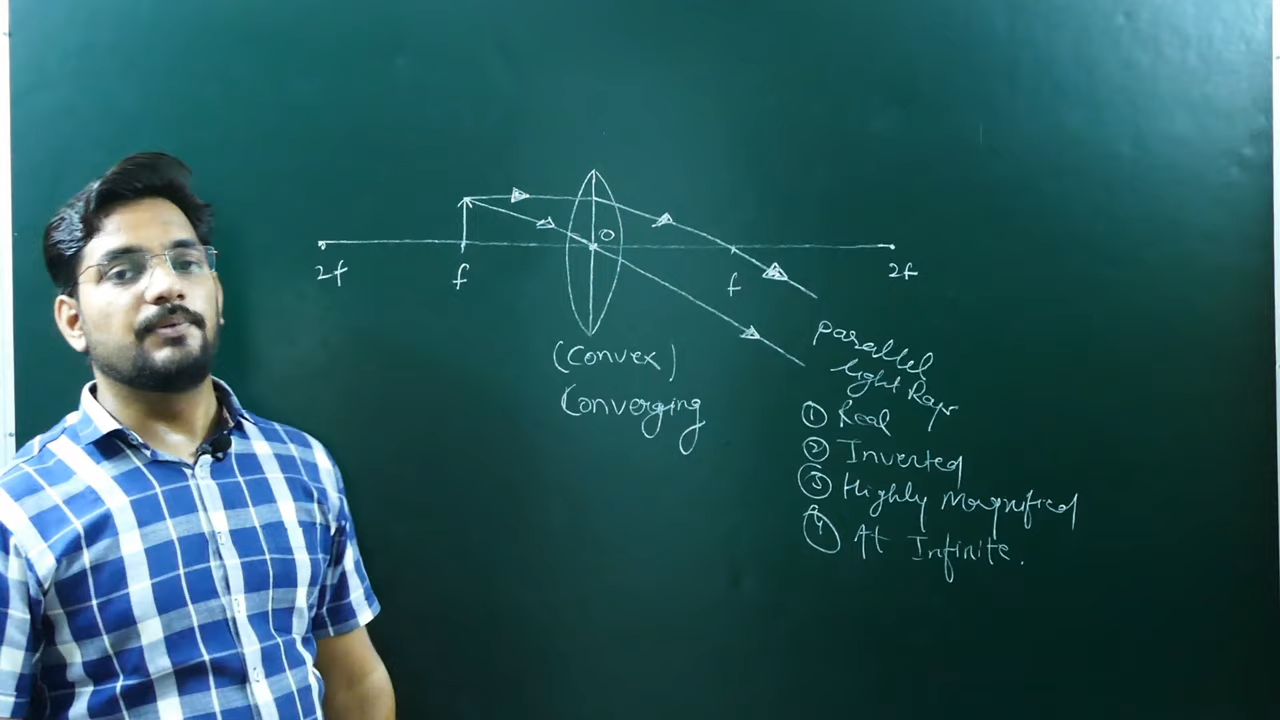 O
2f
f
f
2f
(Convex)
Converging
parallel
light Rays
① Real
② Inverted
③ Highly Magnified
④ At Infinite.